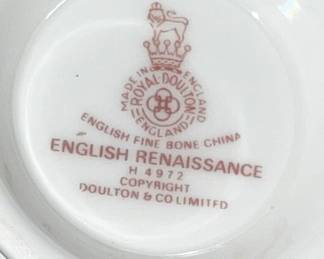 MADE IN ENGLAND
ROYAL DOULTON
ENGLAND
ENGLISH FINE BONE CHINA
ENGLISH RENAISSANCE
H 4972
COPYRIGHT
DOULTON & CO LIMITED